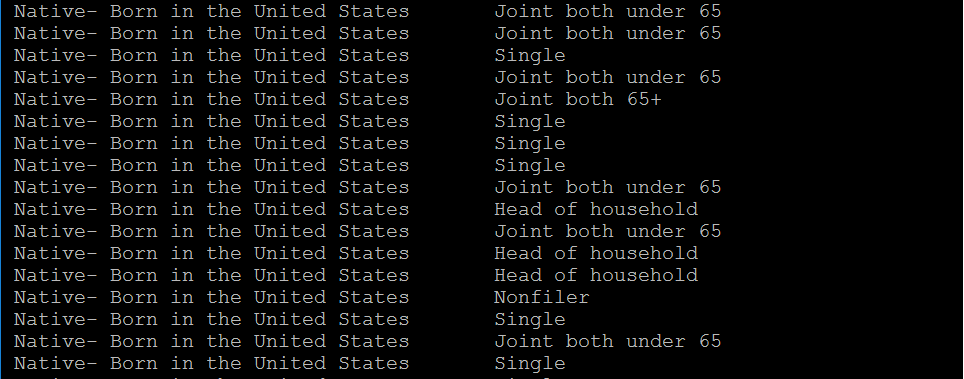 Native- Born in the United States Joint both under 65
Native- Born in the United States Joint both under 65
Native- Born in the United States Single
Native- Born in the United States Joint both under 65
Native- Born in the United States Joint both 65+
Native- Born in the United States Single
Native- Born in the United States Single
Native- Born in the United States Single
Native- Born in the United States Joint both under 65
Native- Born in the United States Head of household
Native- Born in the United States Joint both under 65
Native- Born in the United States Head of household
Native- Born in the United States Head of household
Native- Born in the United States Nonfiler
Native- Born in the United States Single
Native- Born in the United States Joint both under 65
Native- Born in the United States Single